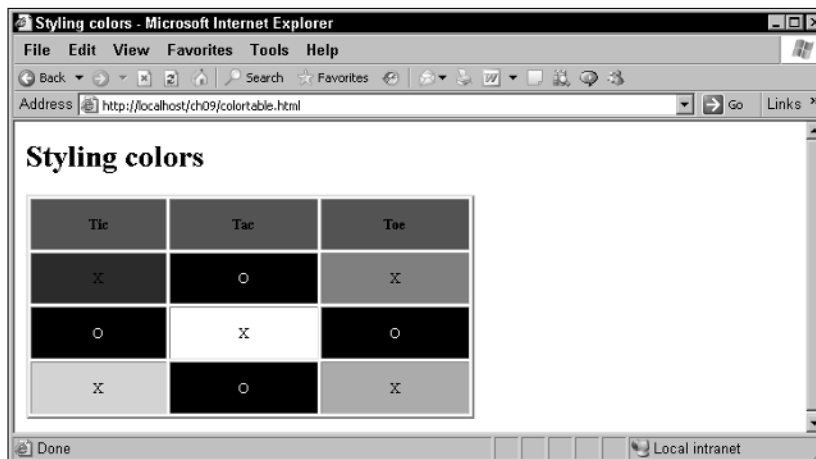 Styling colors - Microsoft Internet Explorer
File Edit View Favorites Tools Help
Back Search Favorites
Address http://localhost/ch09/colortable.html Go Links »
Styling colors
Tic Tac Toe
X O X
O X O
X O X
Done Local intranet